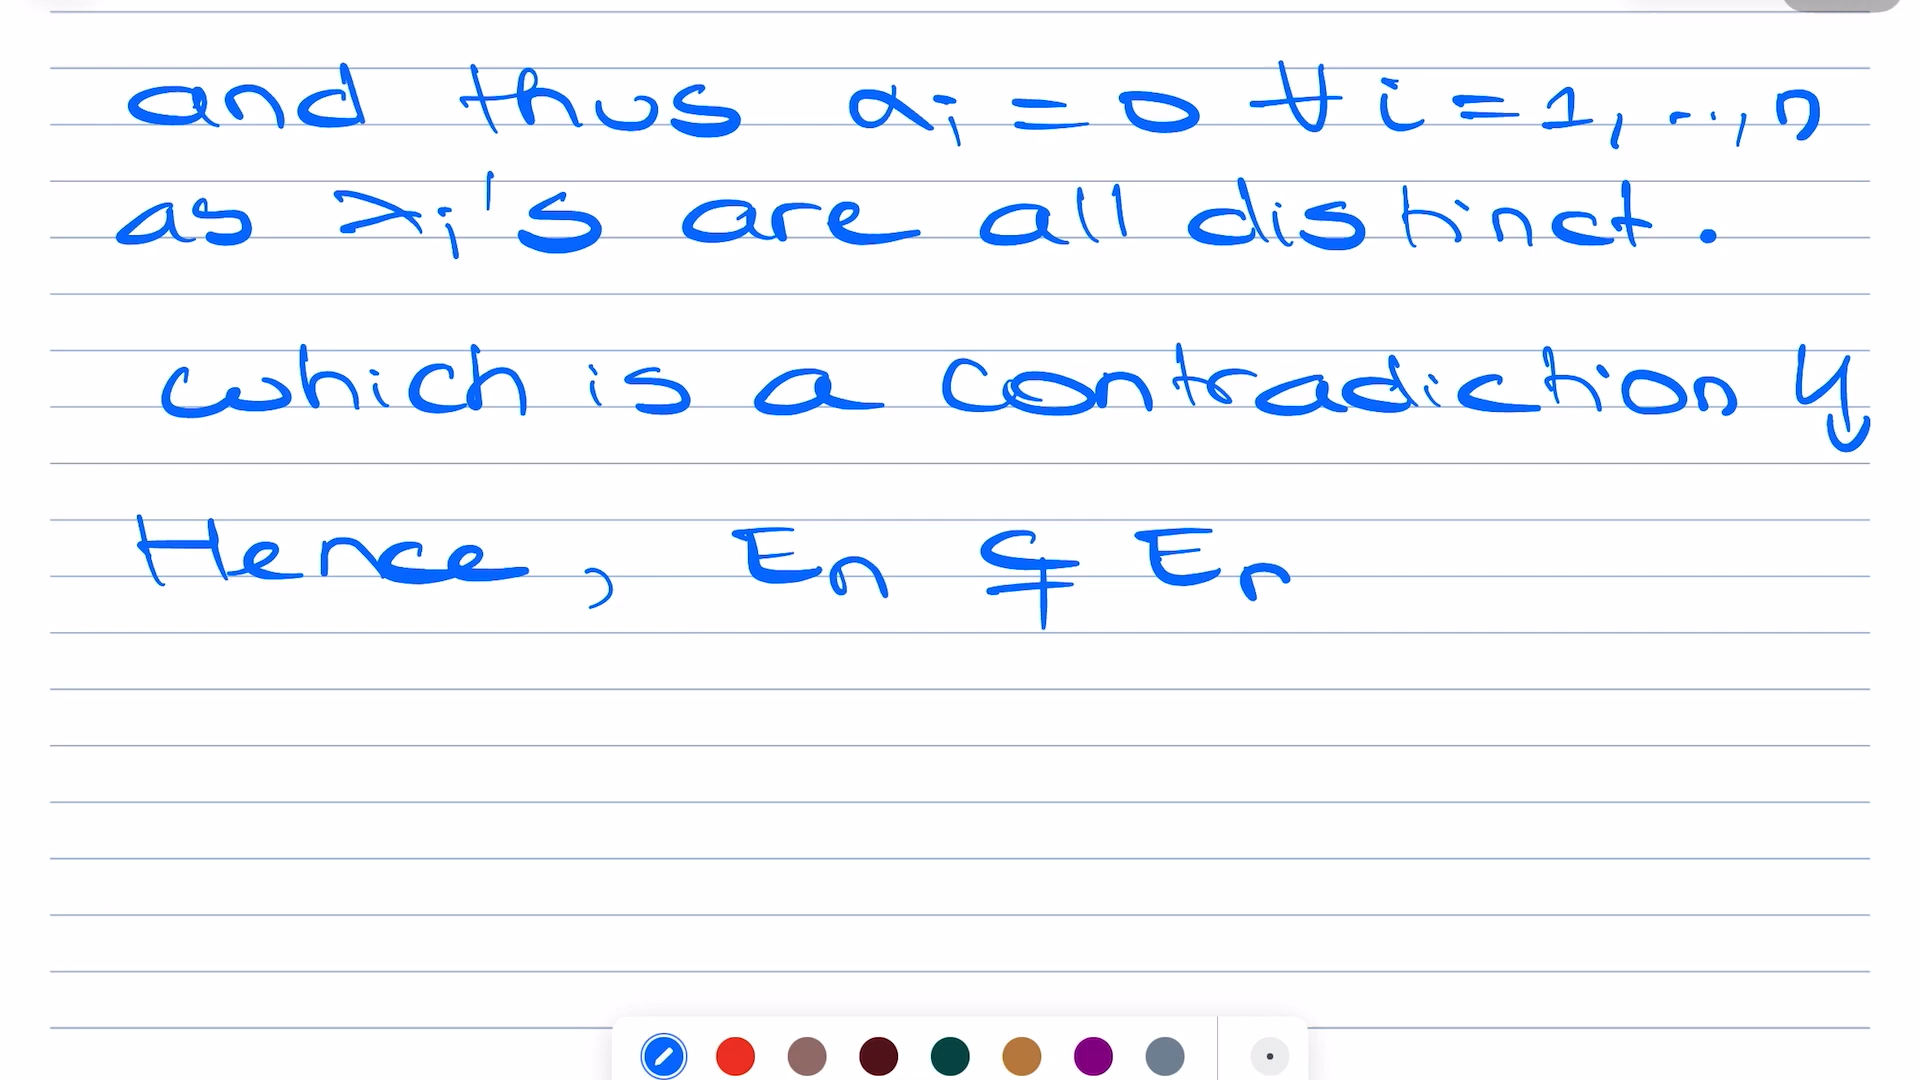 and thus αᵢ = 0 ∀ i = 1, ..., n
as λᵢ's are all distinct.
which is a contradiction
Hence, Eₙ ⊊ Eᵣ